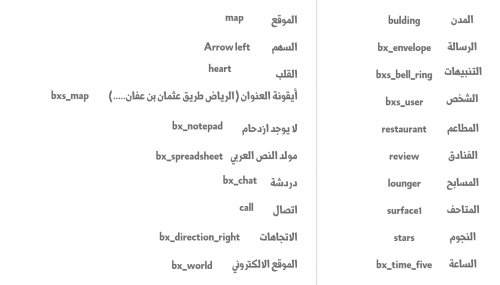 المدن bulding
الرسالة bx_envelope
التنبيهات bxs_bell_ring
الشخص bxs_user
المطاعم restaurant
الفنادق review
المسابح lounger
المتاحف surface1
النجوم stars
الساعة bx_time_five
الموقع map
السهم Arrow left
القلب heart
أيقونة العنوان ( الرياض طريق عثمان بن عفان.....) bxs_map
لا يوجد ازدحام bx_notepad
مولد النص العربي bx_spreadsheet
دردشة bx_chat
اتصال call
الاتجاهات bx_direction_right
الموقع الالكتروني bx_world